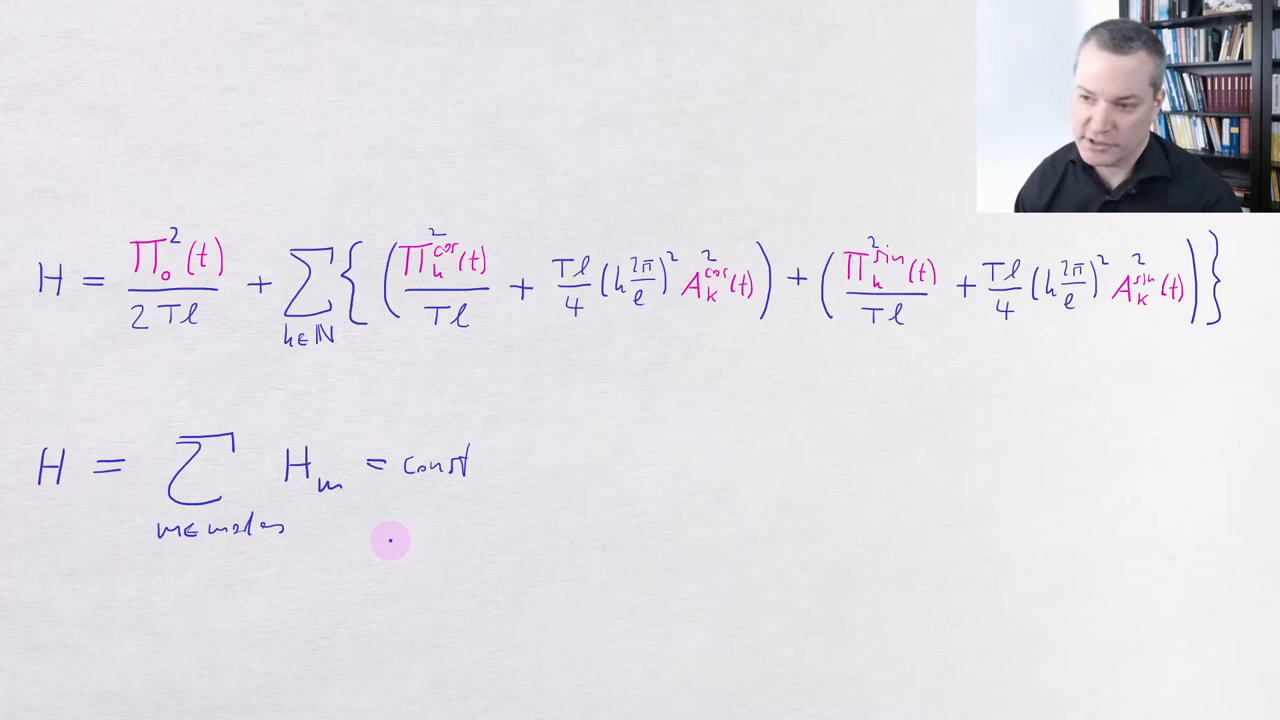 H = Π₀²(t) / 2Tl + Σ_{k∈ℕ} { ( Π_k^{cos 2}(t) / Tl + Tl/4 (k 2π/l)² A_k^{cos 2}(t) ) + ( Π_k^{sin 2}(t) / Tl + Tl/4 (k 2π/l)² A_k^{sin 2}(t) ) }
H = Σ_{m∈modes} H_m = const